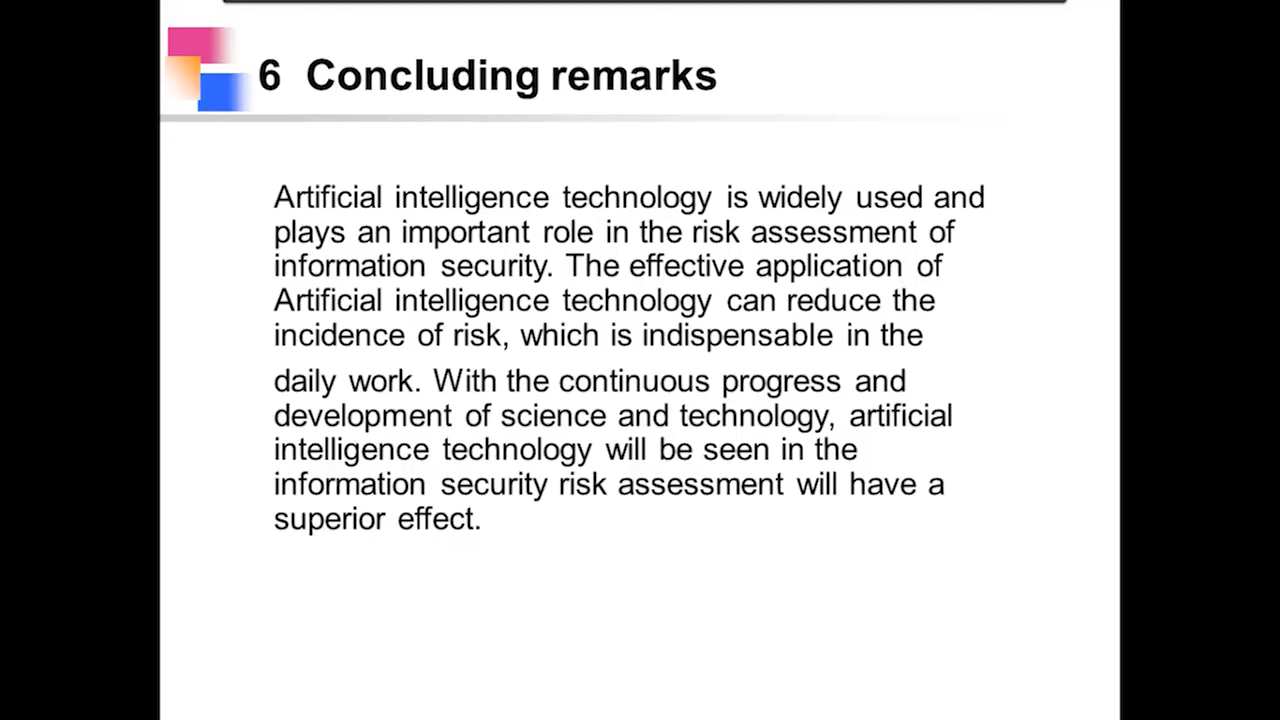 6 Concluding remarks
Artificial intelligence technology is widely used and
plays an important role in the risk assessment of
information security. The effective application of
Artificial intelligence technology can reduce the
incidence of risk, which is indispensable in the
daily work. With the continuous progress and
development of science and technology, artificial
intelligence technology will be seen in the
information security risk assessment will have a
superior effect.